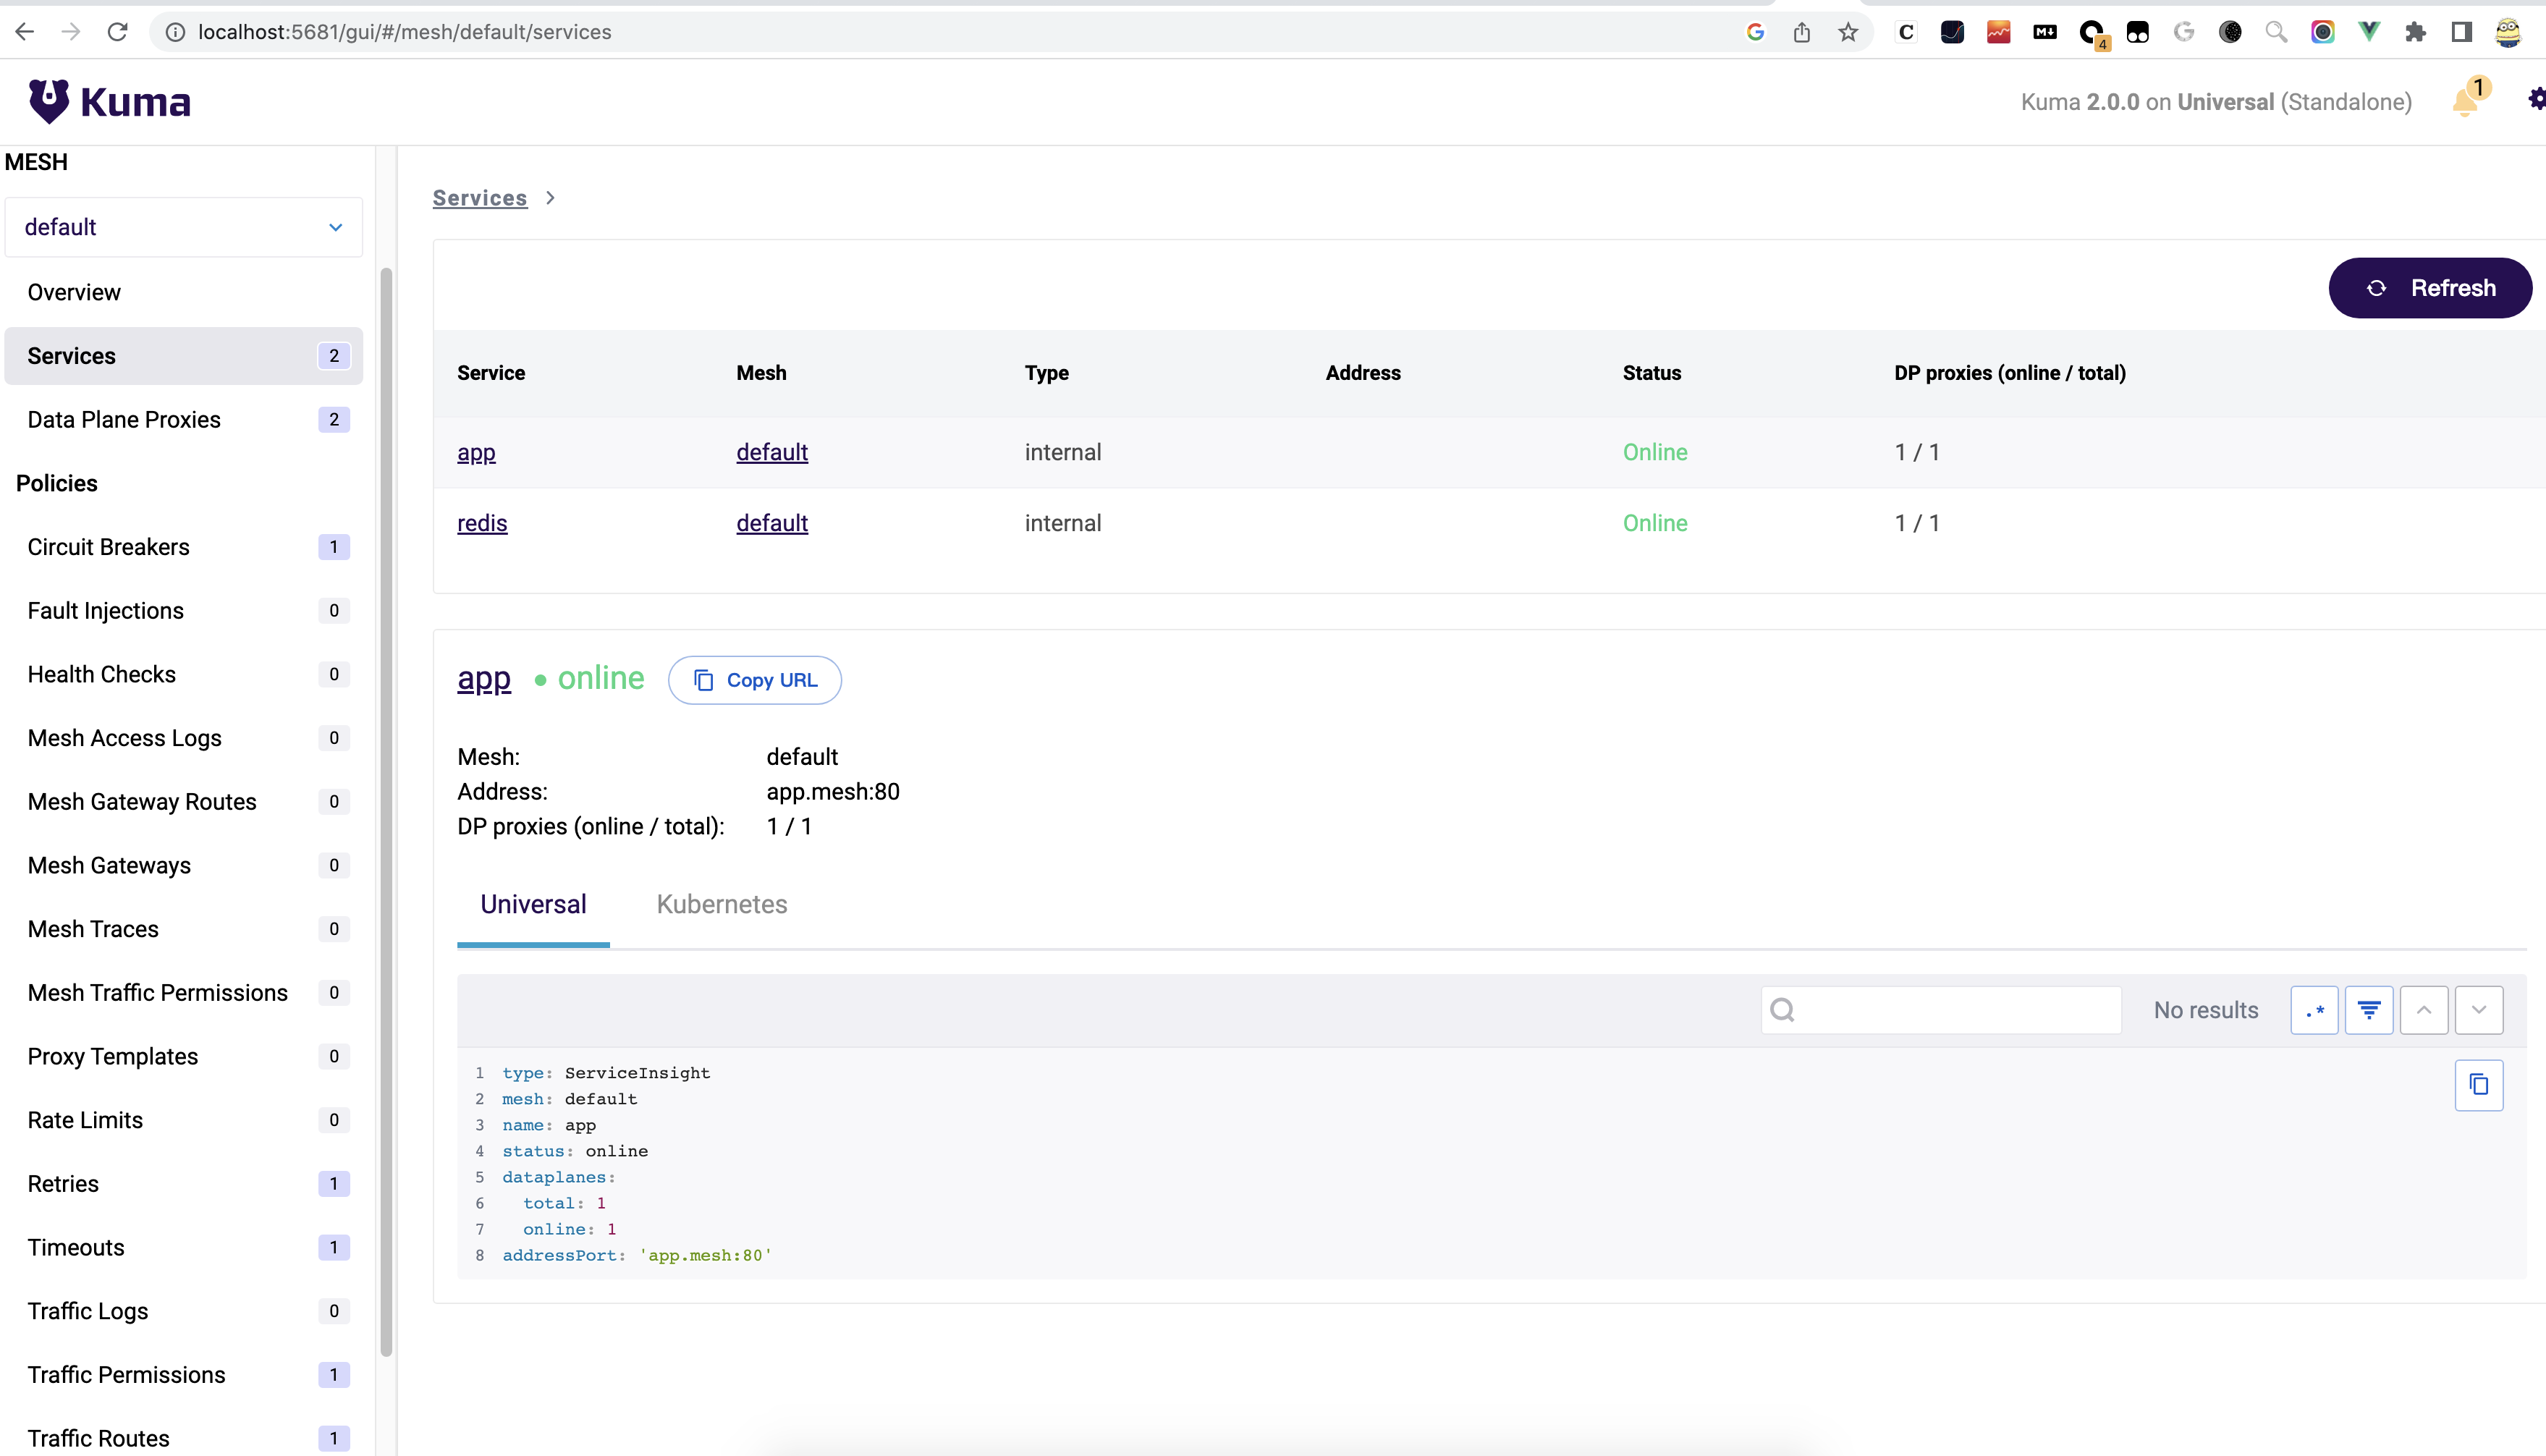 localhost:5681/gui/#/mesh/default/services
4
Kuma
Kuma 2.0.0 on Universal (Standalone)
1
MESH
default
Overview
Services 2
Data Plane Proxies 2
Policies
Circuit Breakers 1
Fault Injections 0
Health Checks 0
Mesh Access Logs 0
Mesh Gateway Routes 0
Mesh Gateways 0
Mesh Traces 0
Mesh Traffic Permissions 0
Proxy Templates 0
Rate Limits 0
Retries 1
Timeouts 1
Traffic Logs 0
Traffic Permissions 1
Traffic Routes 1
Services >
Refresh
Service Mesh Type Address Status DP proxies (online / total)
app default internal Online 1 / 1
redis default internal Online 1 / 1
app • online Copy URL
Mesh: default
Address: app.mesh:80
DP proxies (online / total): 1 / 1
Universal Kubernetes
No results .*
1 type: ServiceInsight
2 mesh: default
3 name: app
4 status: online
5 dataplanes:
6 total: 1
7 online: 1
8 addressPort: 'app.mesh:80'